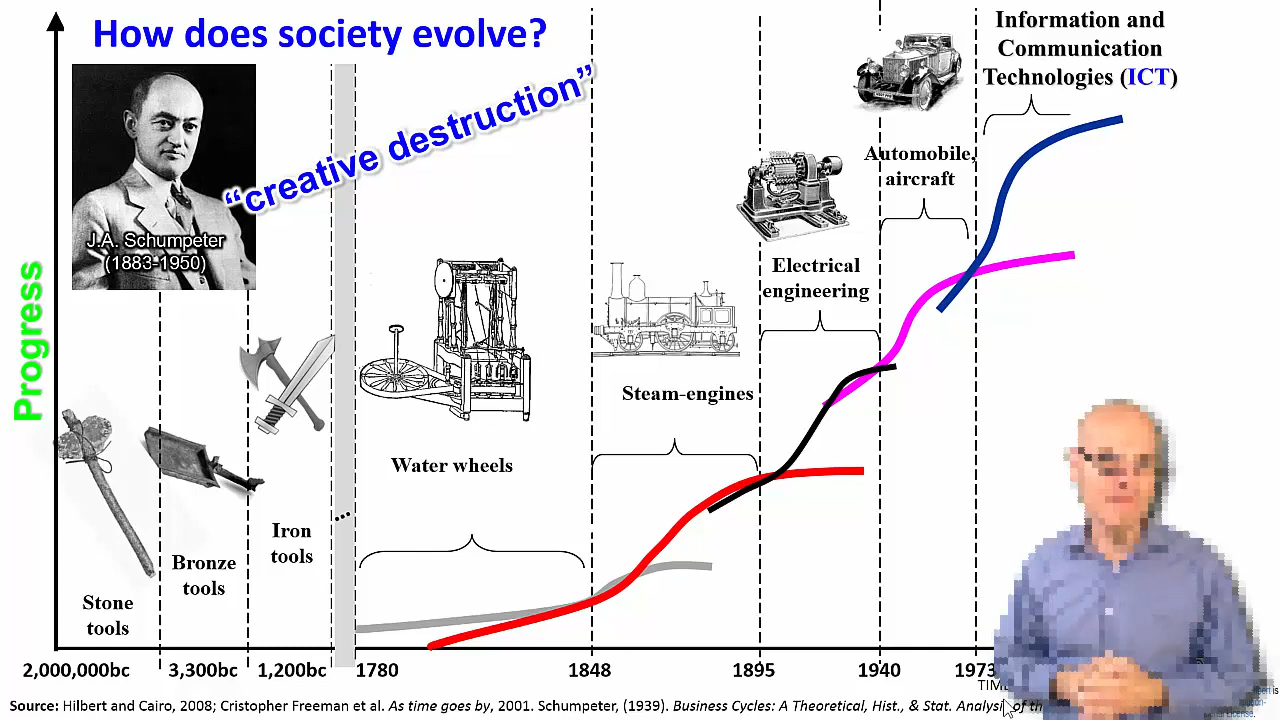 How does society evolve?
"creative destruction"
J.A. Schumpeter
(1883-1950)
Progress
Information and
Communication
Technologies (ICT)
Automobile,
aircraft
Electrical
engineering
Steam-engines
Water wheels
Iron
tools
Bronze
tools
Stone
tools
...
2,000,000bc 3,300bc 1,200bc 1780 1848 1895 1940 1973
Source: Hilbert and Cairo, 2008; Cristopher Freeman et al. As time goes by, 2001. Schumpeter, (1939). Business Cycles: A Theoretical, Hist., & Stat. of